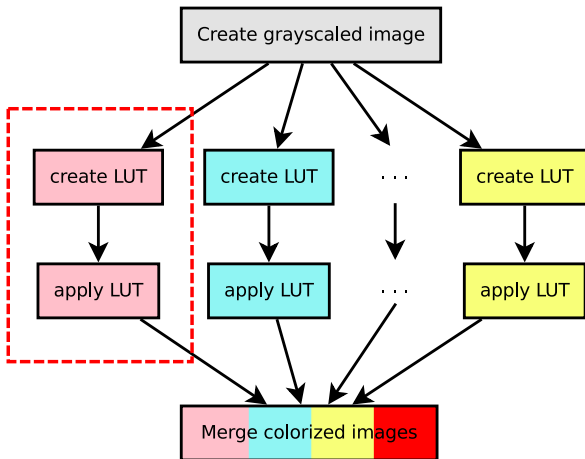 Create grayscaled image
create LUT
create LUT
. . .
create LUT
apply LUT
apply LUT
. . .
apply LUT
Merge colorized images